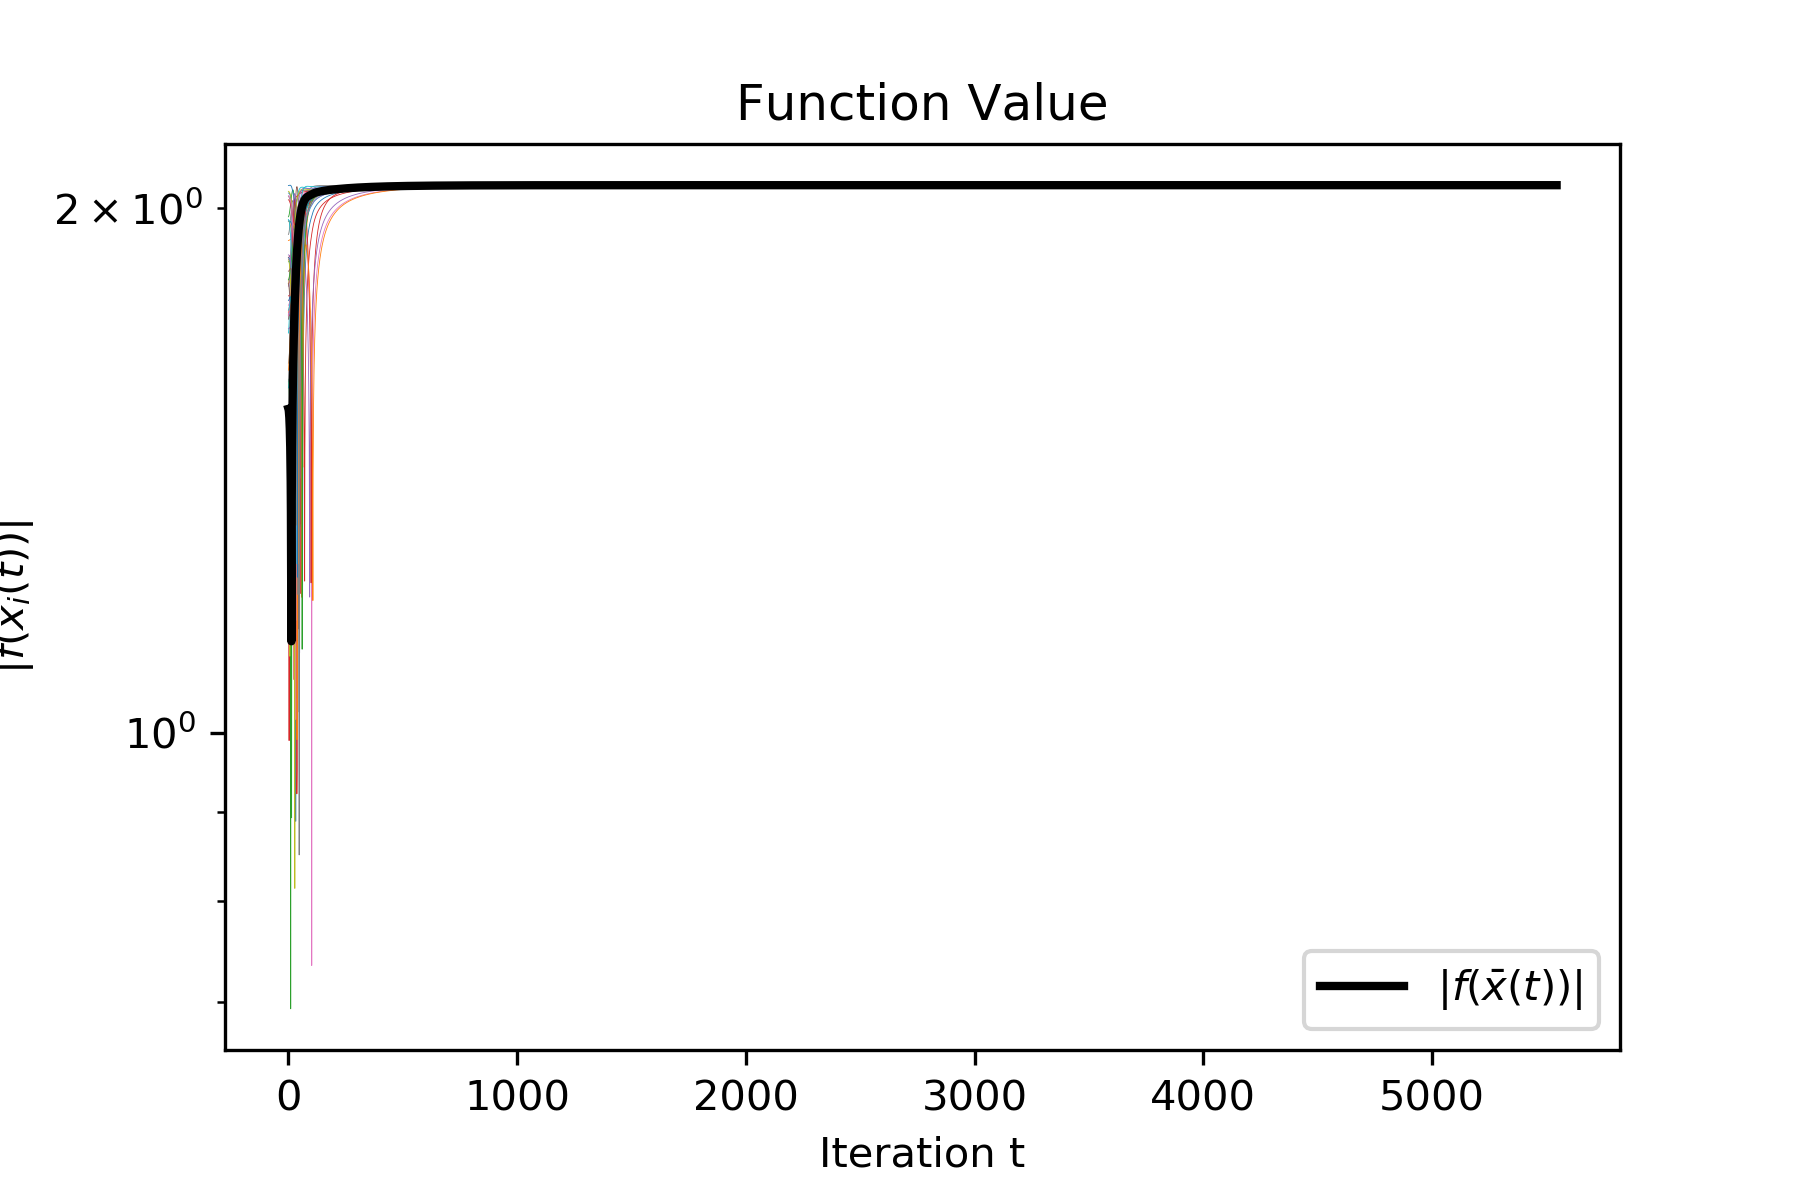 Function Value
2 × 10⁰
10⁰
|f(xᵢ(t))|
|f(x̄(t))|
0 1000 2000 3000 4000 5000
Iteration t